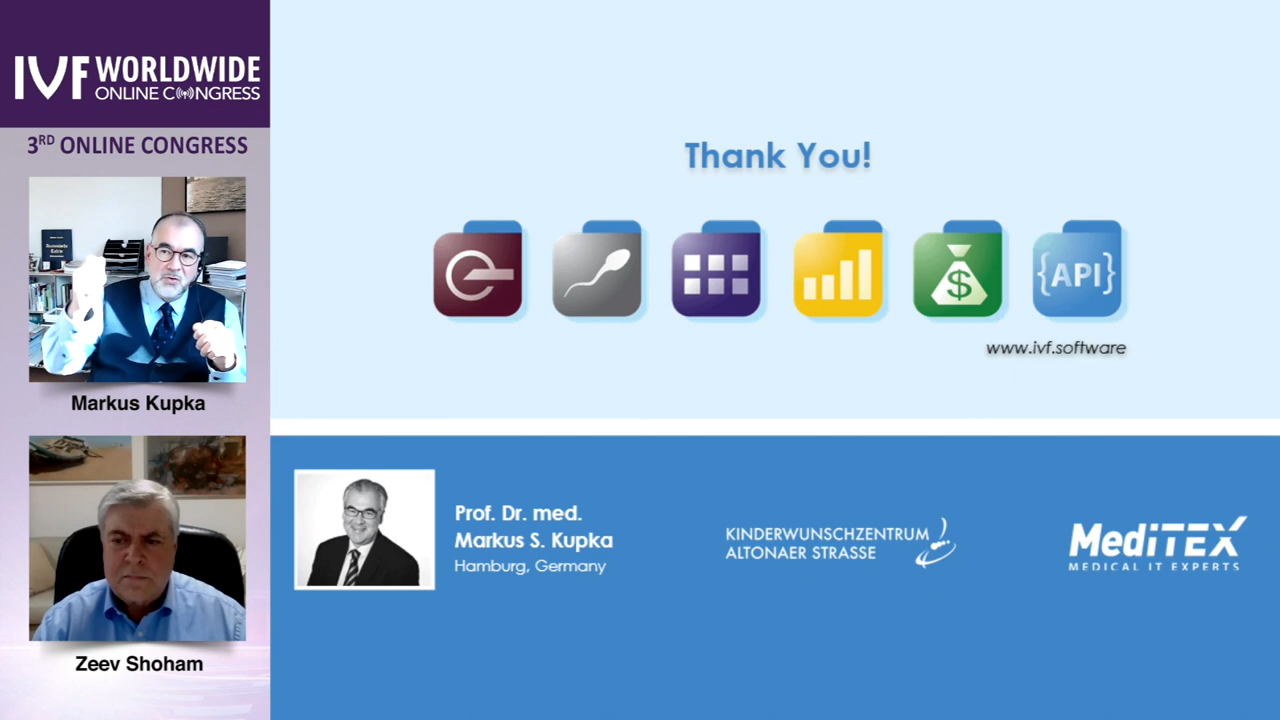 IVF WORLDWIDE
ONLINE CONGRESS
3RD ONLINE CONGRESS
Markus Kupka
Zeev Shoham
Thank You!
$
{API}
www.ivf.software
Prof. Dr. med.
Markus S. Kupka
Hamburg, Germany
KINDERWUNSCHZENTRUM
ALTONAER STRASSE
MediTEX
MEDICAL IT EXPERTS